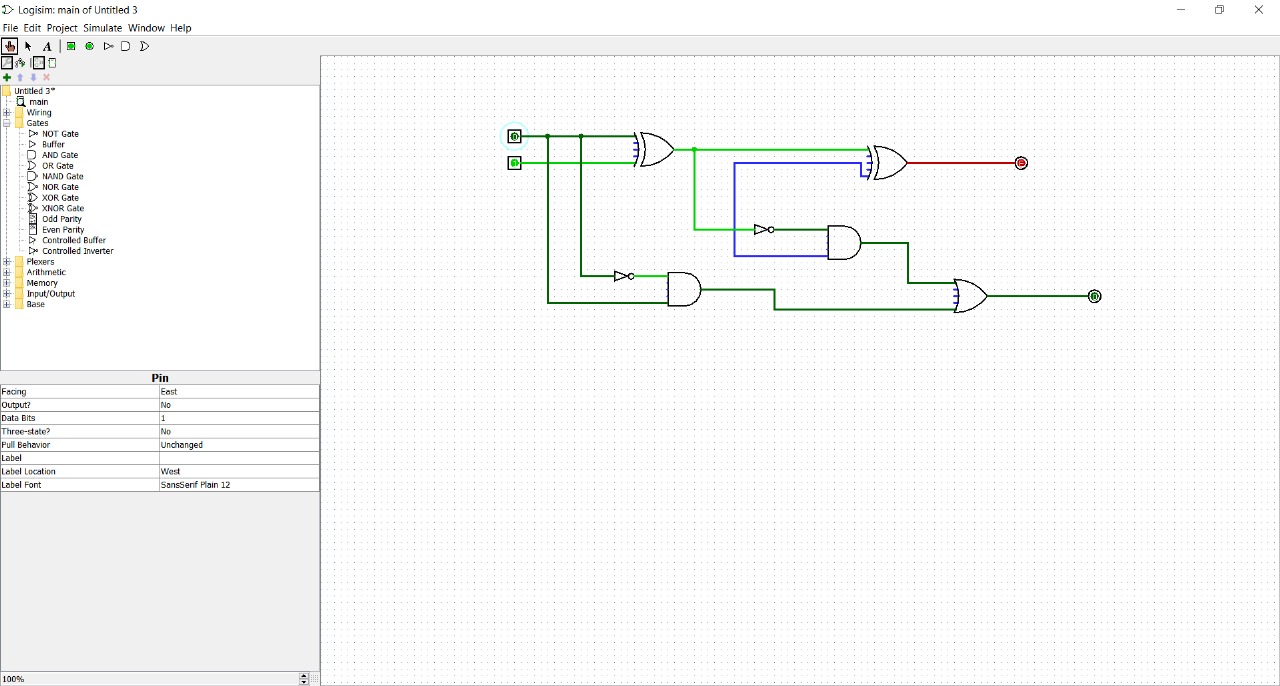 Logisim: main of Untitled 3
File Edit Project Simulate Window Help
A
Untitled 3*
main
Wiring
Gates
NOT Gate
Buffer
AND Gate
OR Gate
NAND Gate
NOR Gate
XOR Gate
XNOR Gate
Odd Parity
Even Parity
Controlled Buffer
Controlled Inverter
Plexers
Arithmetic
Memory
Input/Output
Base
Pin
Facing East
Output? No
Data Bits 1
Three-state? No
Pull Behavior Unchanged
Label
Label Location West
Label Font SansSerif Plain 12
100%